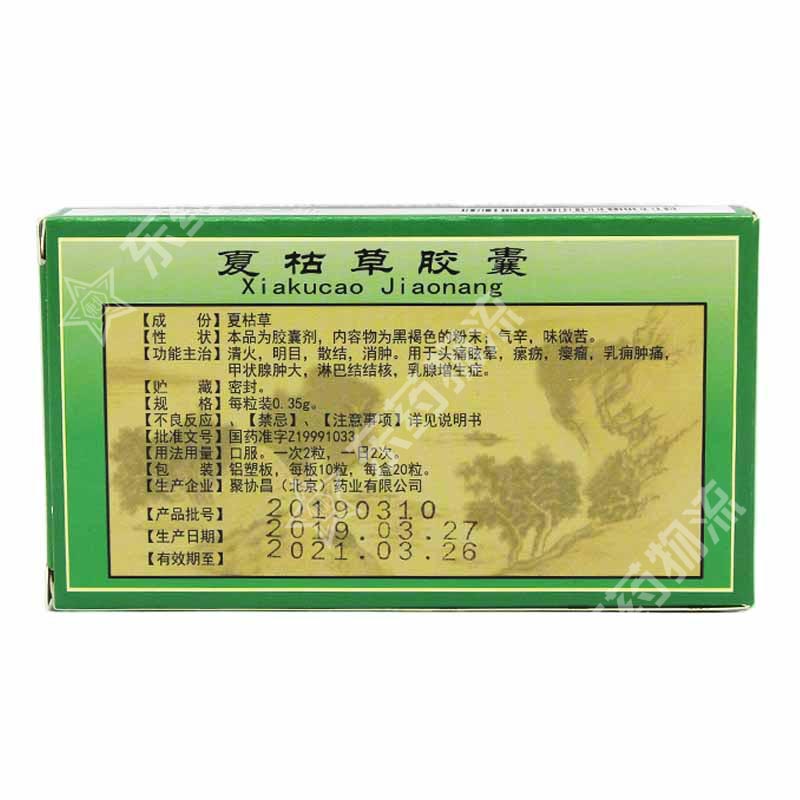 夏枯草胶囊
Xiakucao Jiaonang
【成　份】夏枯草
【性　状】本品为胶囊剂，内容物为黑褐色的粉末；气辛，味微苦。
【功能主治】清火，明目，散结，消肿。用于头痛眩晕，瘰疬，瘿瘤，乳痈肿痛，
甲状腺肿大，淋巴结结核，乳腺增生症。
【贮　藏】密封。
【规　格】每粒装0.35g。
【不良反应】、【禁忌】、【注意事项】详见说明书
【批准文号】国药准字Z19991033
【用法用量】口服。一次2粒，一日2次。
【包　装】铝塑板，每板10粒，每盒20粒。
【生产企业】聚协昌（北京）药业有限公司
【产品批号】20190310
【生产日期】2019.03.27
【有效期至】2021.03.26
东药物流